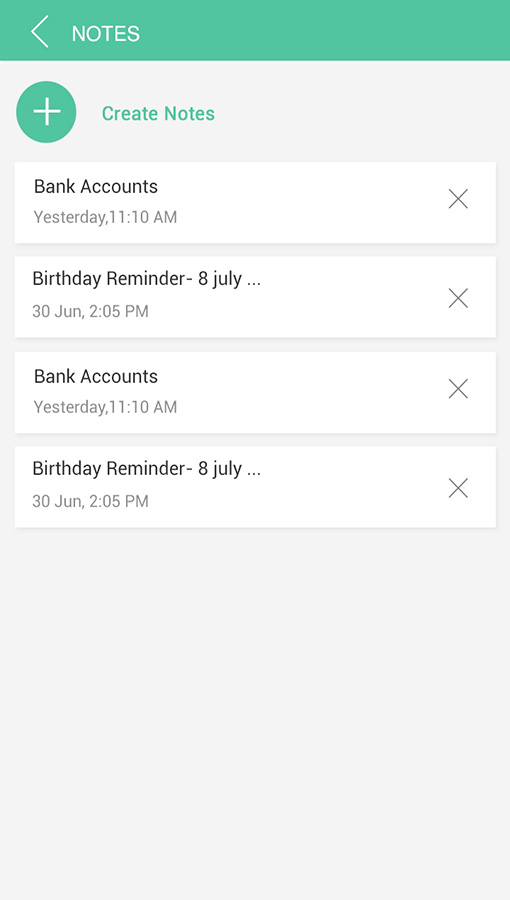 NOTES
Create Notes
Bank Accounts
Yesterday,11:10 AM
Birthday Reminder- 8 july ...
30 Jun, 2:05 PM
Bank Accounts
Yesterday,11:10 AM
Birthday Reminder- 8 july ...
30 Jun, 2:05 PM